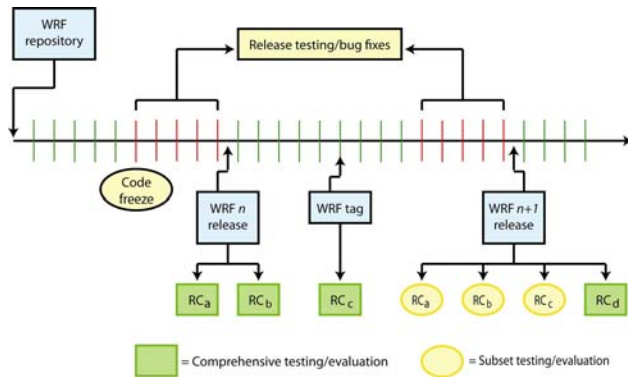 WRF
repository
Release testing/bug fixes
Code
freeze
WRF n
release
WRF tag
WRF n+1
release
RCa
RCb
RCc
RCa
RCb
RCc
RCd
= Comprehensive testing/evaluation
= Subset testing/evaluation